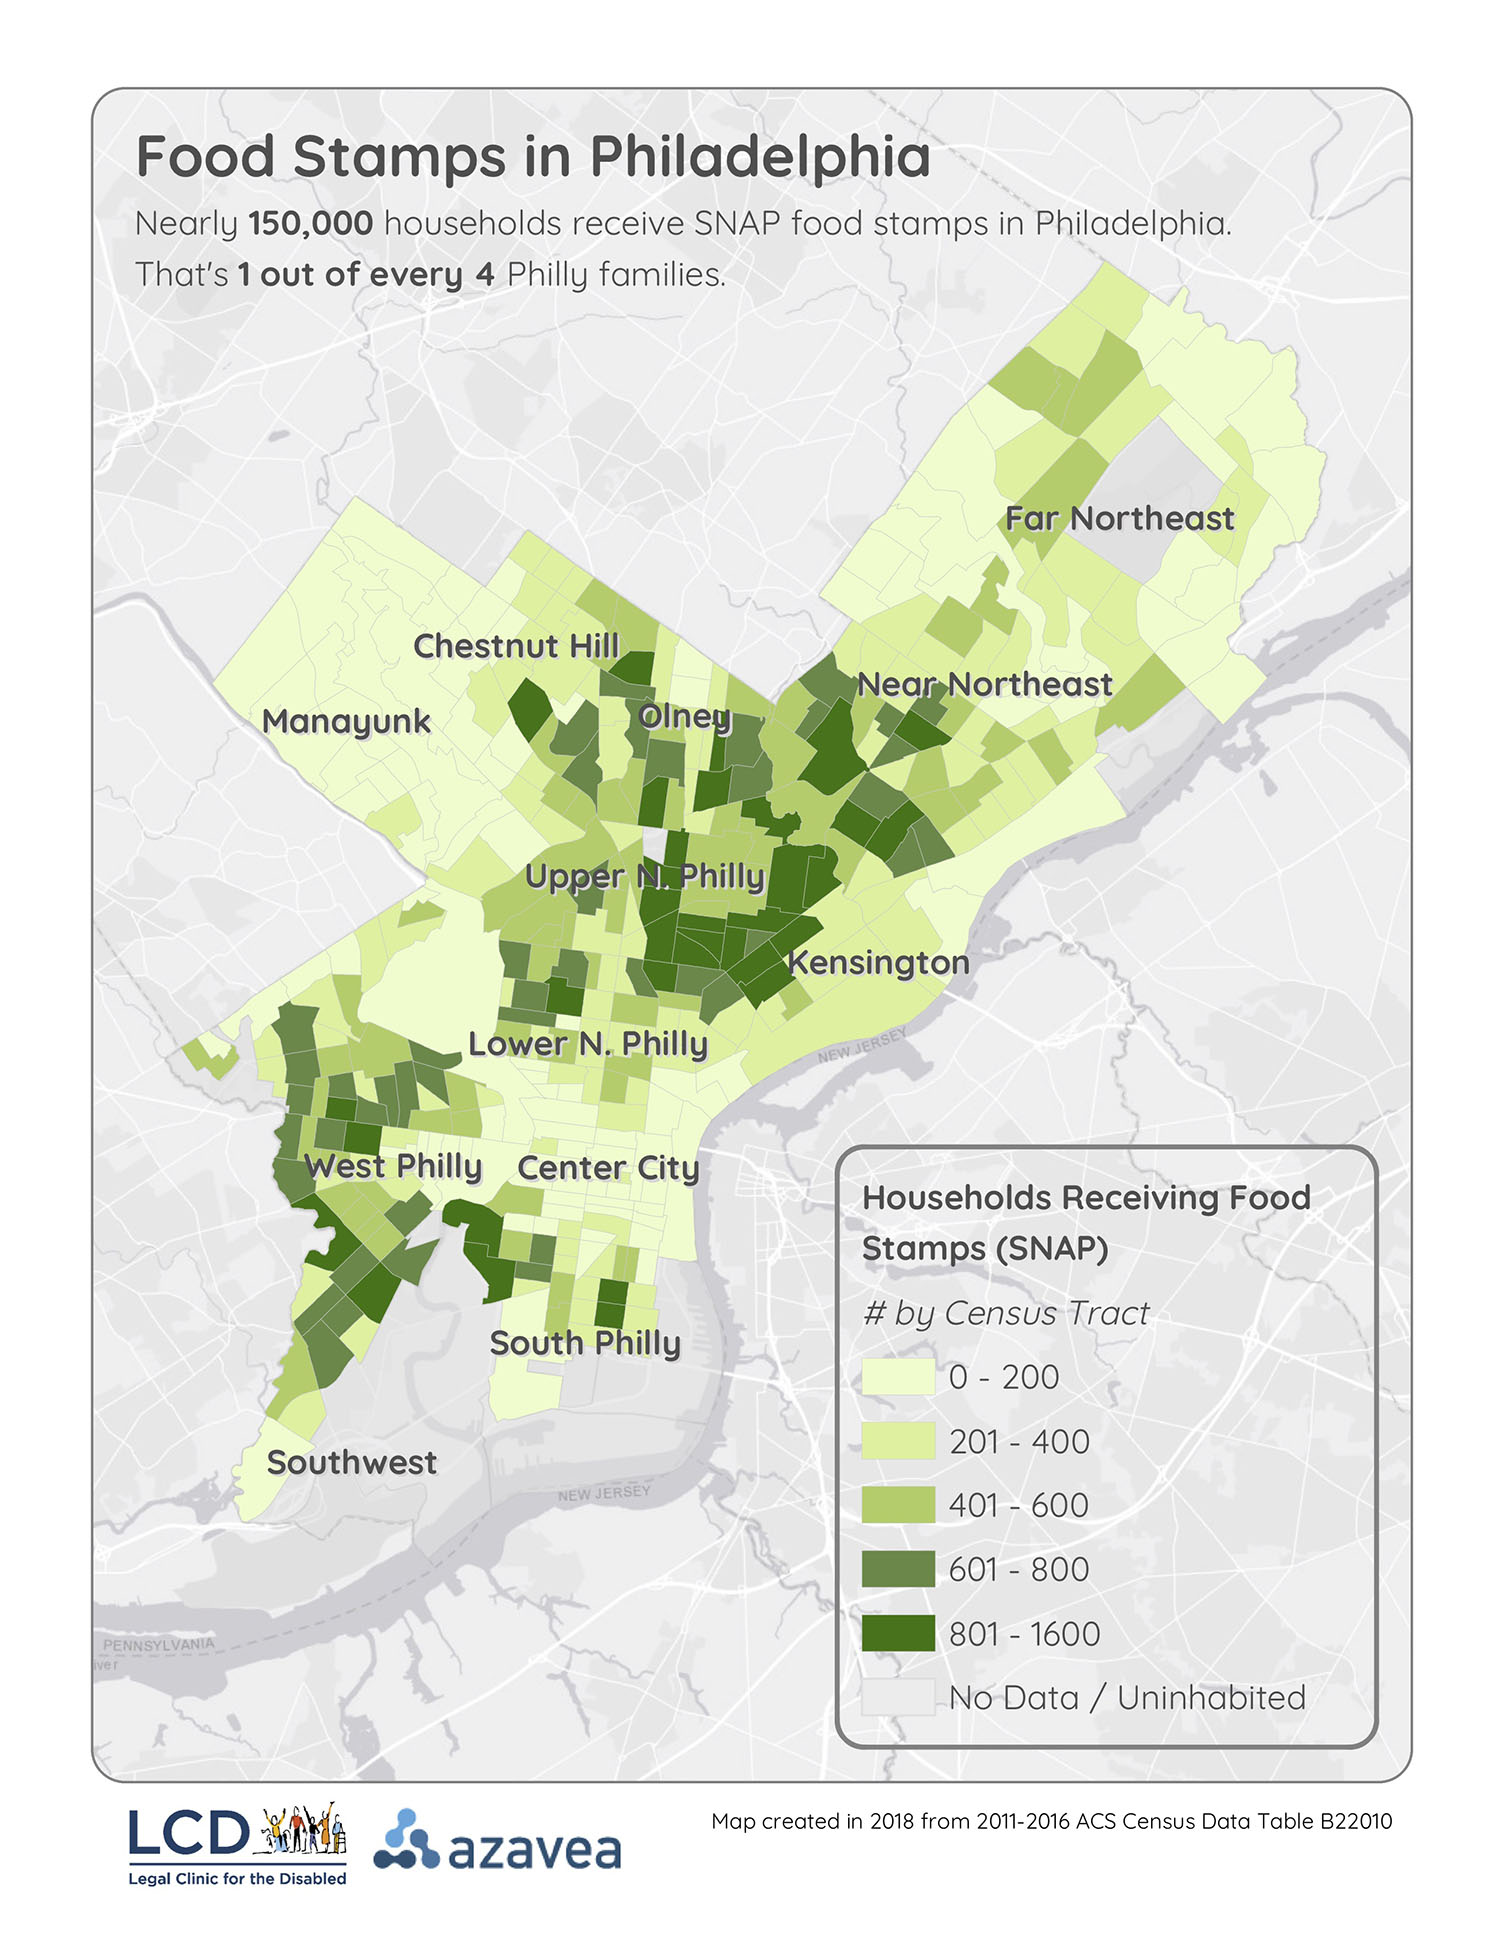 Food Stamps in Philadelphia
Nearly 150,000 households receive SNAP food stamps in Philadelphia.
That's 1 out of every 4 Philly families.
Far Northeast
Chestnut Hill
Near Northeast
Manayunk
Olney
Upper N. Philly
Kensington
Lower N. Philly
NEW JERSEY
West Philly
Center City
South Philly
Southwest
NEW JERSEY
PENNSYLVANIA
iver
Households Receiving Food
Stamps (SNAP)
# by Census Tract
0 - 200
201 - 400
401 - 600
601 - 800
801 - 1600
No Data / Uninhabited
LCD
Legal Clinic for the Disabled
azavea
Map created in 2018 from 2011-2016 ACS Census Data Table B22010